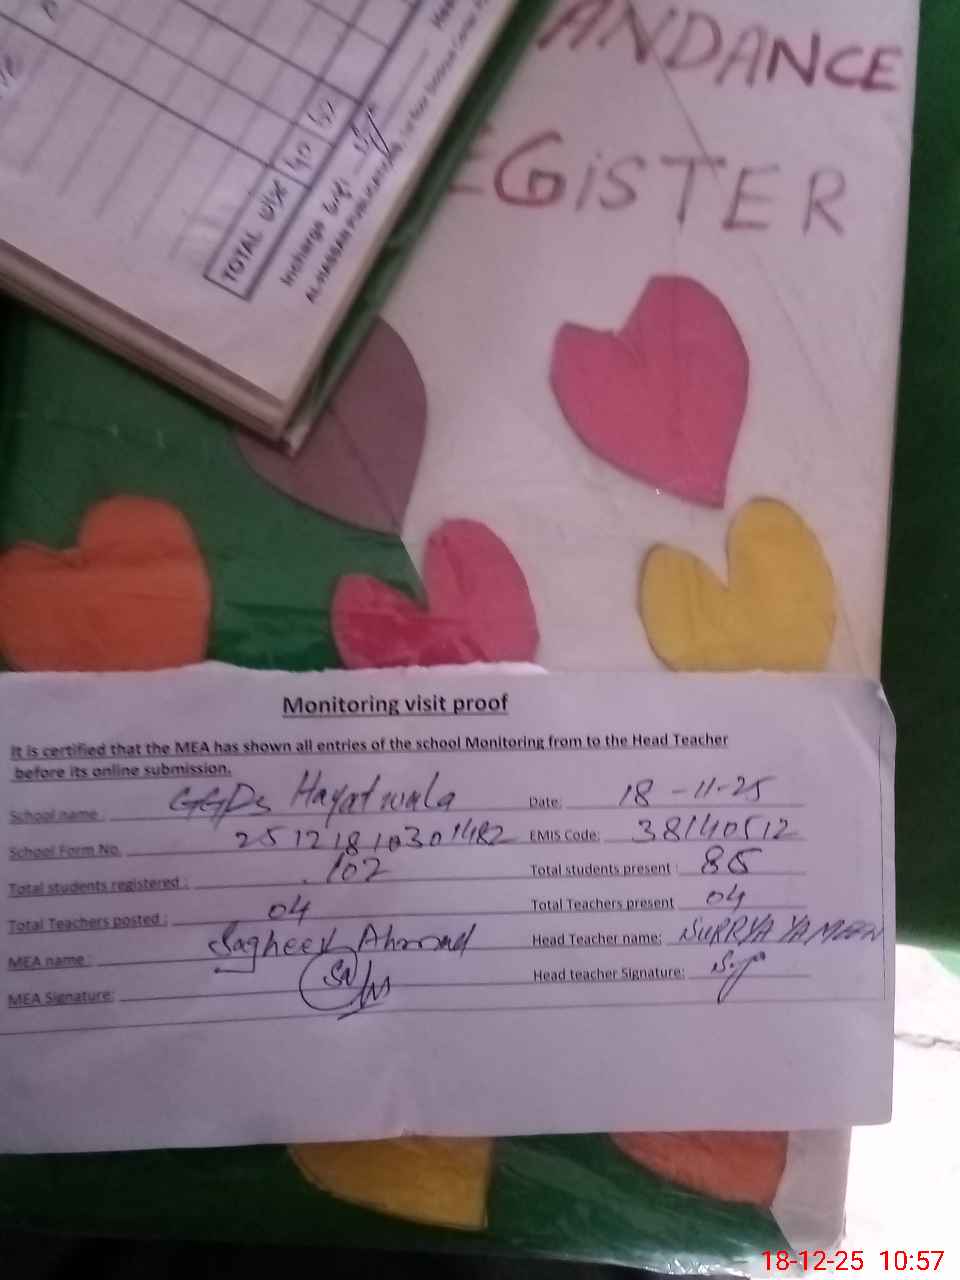 ANDANCE
EGiSTER
TOTAL
Incharge
AL-HASSAN PUBLICATIONS
Monitoring visit proof
It is certified that the MEA has shown all entries of the school Monitoring from to the Head Teacher
before its online submission.
School name : GGPS Hayatwala Date: 18-11-25
School Form No. 25121810301482 EMIS Code: 38140512
Total students registered : 102 Total students present : 85
Total Teachers posted : 04 Total Teachers present 04
MEA name : Sagheer Ahmad Head Teacher name: SURRYA YAMEEN
MEA Signature: Head teacher Signature:
18-12-25 10:57